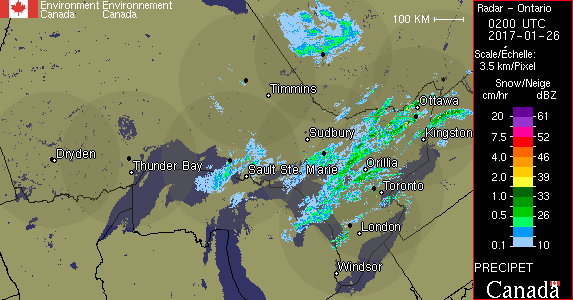 Environment Environnement
Canada Canada
100 KM
Timmins
Ottawa
Sudbury
Kingston
Dryden
Thunder Bay
Sault Ste. Marie
Orillia
Toronto
London
Windsor
Radar - Ontario
0200 UTC
2017-01-26
Scale/Échelle:
3.5 km/Pixel
Snow/Neige
cm/hr dBZ
20 61
7.5 52
4.0 46
2.0 39
1.0 33
0.5 26
0.1 10
PRECIPET
Canada